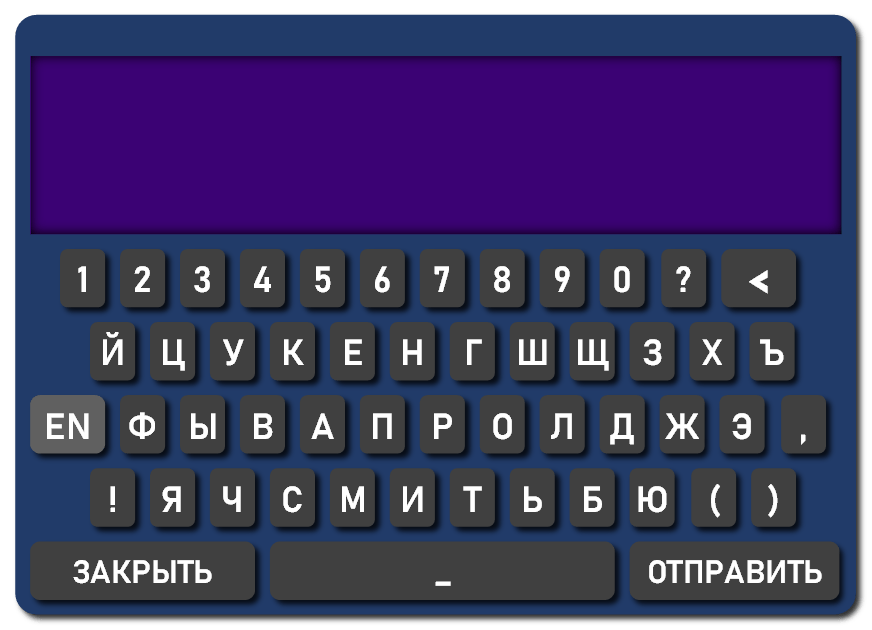 1 2 3 4 5 6 7 8 9 0 ? <
Й Ц У К Е Н Г Ш Щ З Х Ъ
EN Ф Ы В А П Р О Л Д Ж Э ,
! Я Ч С М И Т Ь Б Ю ( )
ЗАКРЫТЬ _ ОТПРАВИТЬ